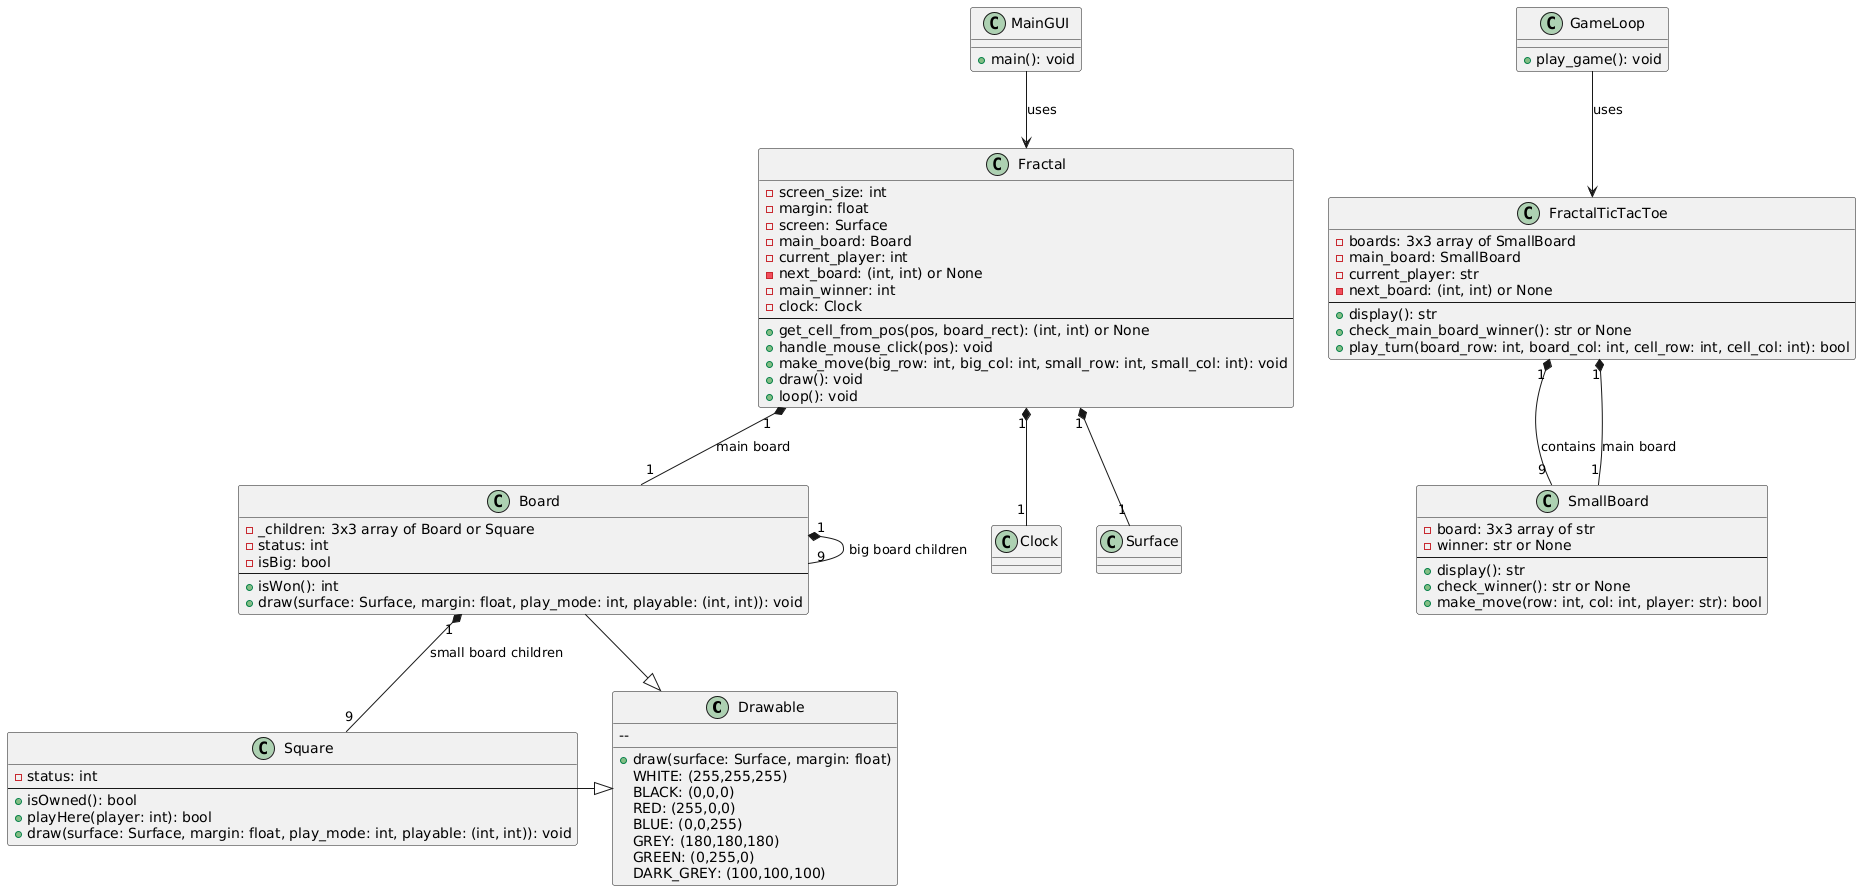 C MainGUI
main(): void
uses
C GameLoop
play_game(): void
uses
C Fractal
screen_size: int
margin: float
screen: Surface
main_board: Board
current_player: int
next_board: (int, int) or None
main_winner: int
clock: Clock
get_cell_from_pos(pos, board_rect): (int, int) or None
handle_mouse_click(pos): void
make_move(big_row: int, big_col: int, small_row: int, small_col: int): void
draw(): void
loop(): void
C FractalTicTacToe
boards: 3x3 array of SmallBoard
main_board: SmallBoard
current_player: str
next_board: (int, int) or None
display(): str
check_main_board_winner(): str or None
play_turn(board_row: int, board_col: int, cell_row: int, cell_col: int): bool
1
main board
1
1
1
1
1
1
contains
9
1
main board
1
C Board
_children: 3x3 array of Board or Square
status: int
isBig: bool
isWon(): int
draw(surface: Surface, margin: float, play_mode: int, playable: (int, int)): void
1
big board children
9
C Clock
C Surface
C SmallBoard
board: 3x3 array of str
winner: str or None
display(): str
check_winner(): str or None
make_move(row: int, col: int, player: str): bool
1
small board children
9
C Square
status: int
isOwned(): bool
playHere(player: int): bool
draw(surface: Surface, margin: float, play_mode: int, playable: (int, int)): void
C Drawable
--
draw(surface: Surface, margin: float)
WHITE: (255,255,255)
BLACK: (0,0,0)
RED: (255,0,0)
BLUE: (0,0,255)
GREY: (180,180,180)
GREEN: (0,255,0)
DARK_GREY: (100,100,100)